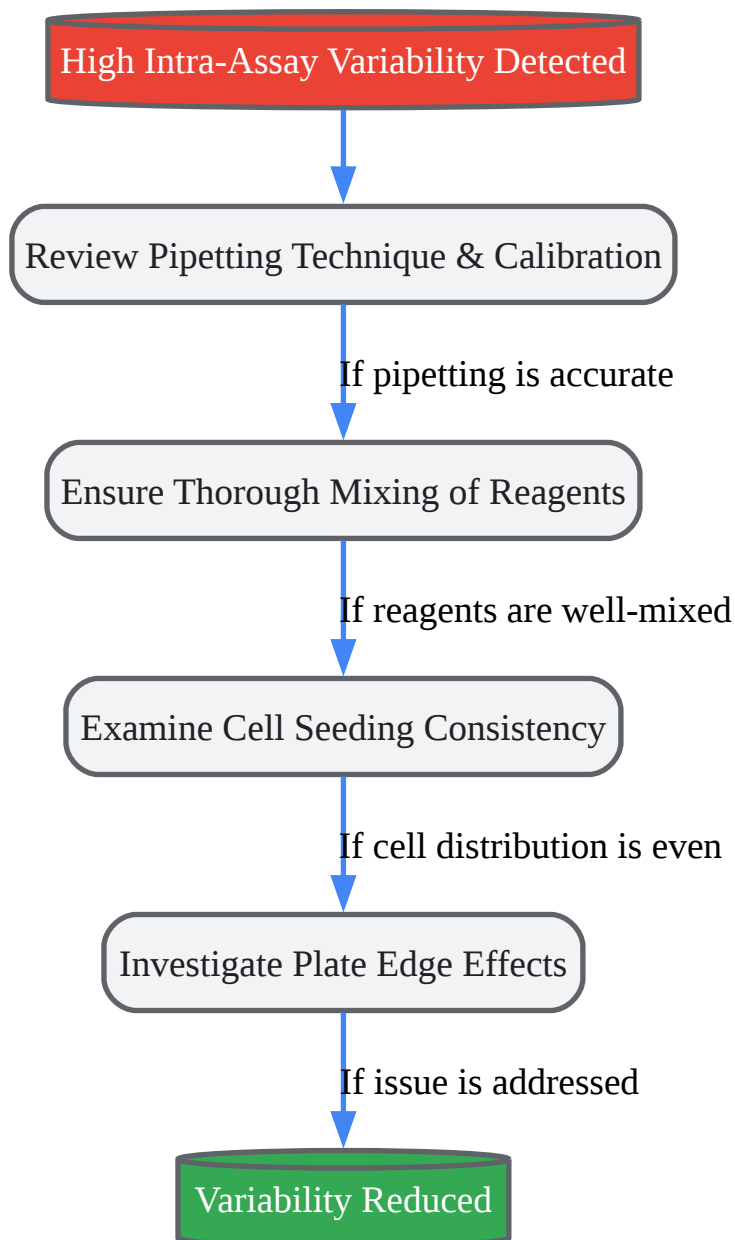 High Intra-Assay Variability Detected
Review Pipetting Technique & Calibration
If pipetting is accurate
Ensure Thorough Mixing of Reagents
If reagents are well-mixed
Examine Cell Seeding Consistency
If cell distribution is even
Investigate Plate Edge Effects
If issue is addressed
Variability Reduced